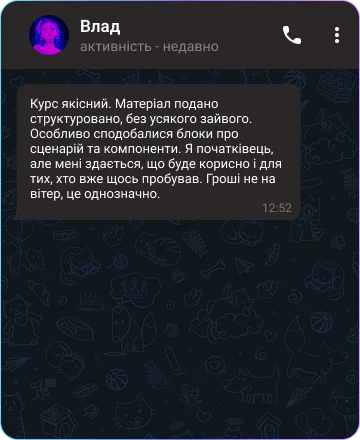 Влад
активність - недавно
Курс якісний. Матеріал подано
структуровано, без усякого зайвого.
Особливо сподобалися блоки про
сценарій та компоненти. Я початківець,
але мені здається, що буде корисно і для
тих, хто вже щось пробував. Гроші не на
вітер, це однозначно.
12:52